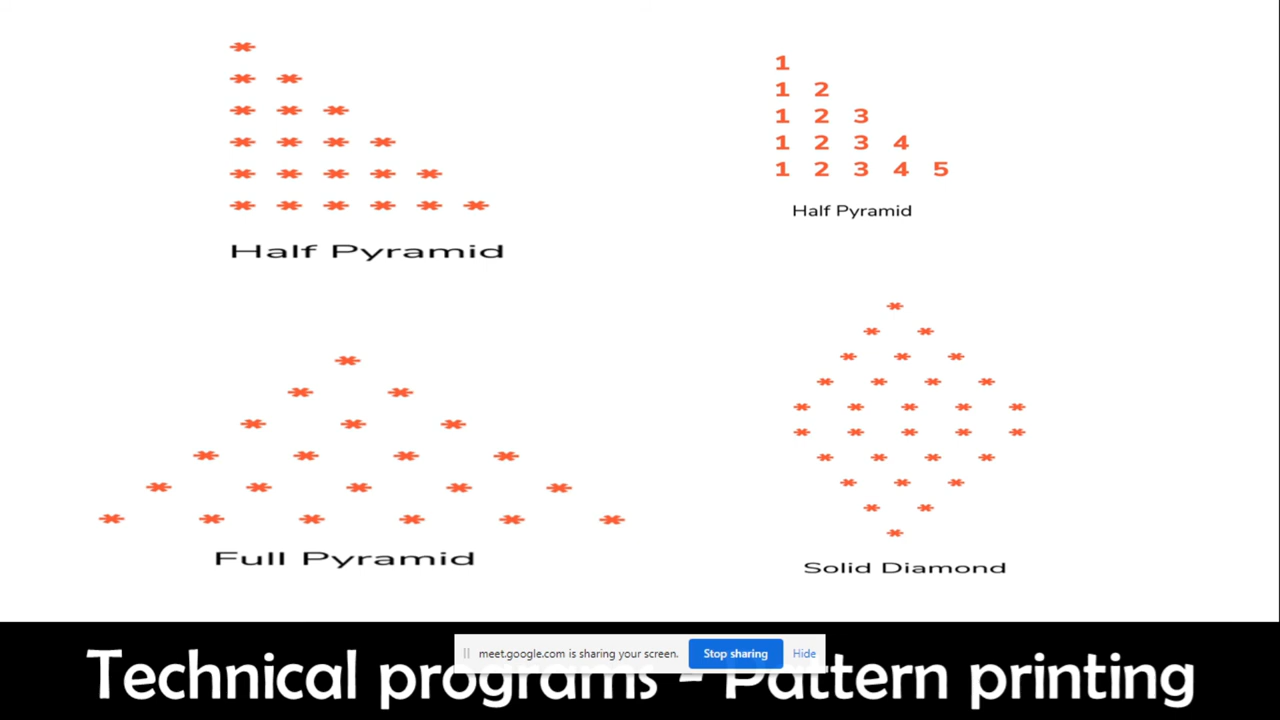 *
* *
* * *
* * * *
* * * * *
* * * * * *
Half Pyramid
1
1 2
1 2 3
1 2 3 4
1 2 3 4 5
Half Pyramid
*
* *
* * *
* * * *
* * * * *
* * * * * *
Full Pyramid
*
* *
* * *
* * * *
* * * * *
* * * * *
* * * *
* * *
* *
*
Solid Diamond
meet.google.com is sharing your screen. Stop sharing Hide
Technical programs - Pattern printing